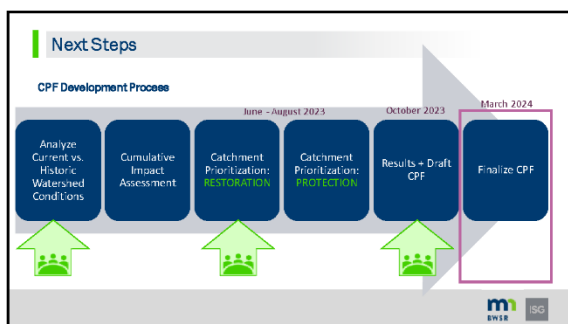 Next Steps
CPF Development Process
June - August 2023
October 2023
March 2024
Analyze
Current vs.
Historic
Watershed
Conditions
Cumulative
Impact
Assessment
Catchment
Prioritization:
RESTORATION
Catchment
Prioritization:
PROTECTION
Results + Draft
CPF
Finalize CPF
mn
BWSR
ISG